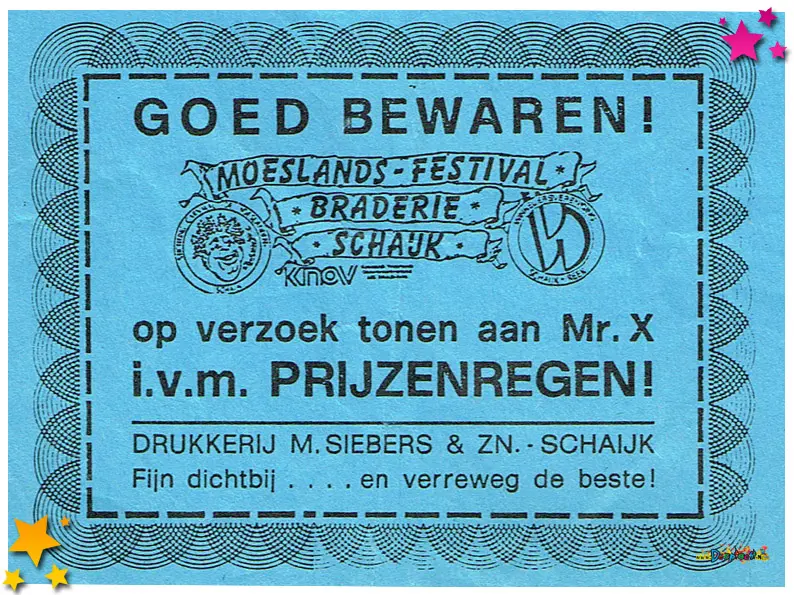 GOED BEWAREN!
MOESLANDS-FESTIVAL
BRADERIE
SCHAIJK
KNOV
op verzoek tonen aan Mr. X
i.v.m. PRIJZENREGEN!
DRUKKERIJ M. SIEBERS & ZN. - SCHAIJK
Fijn dichtbij . . . . en verreweg de beste!